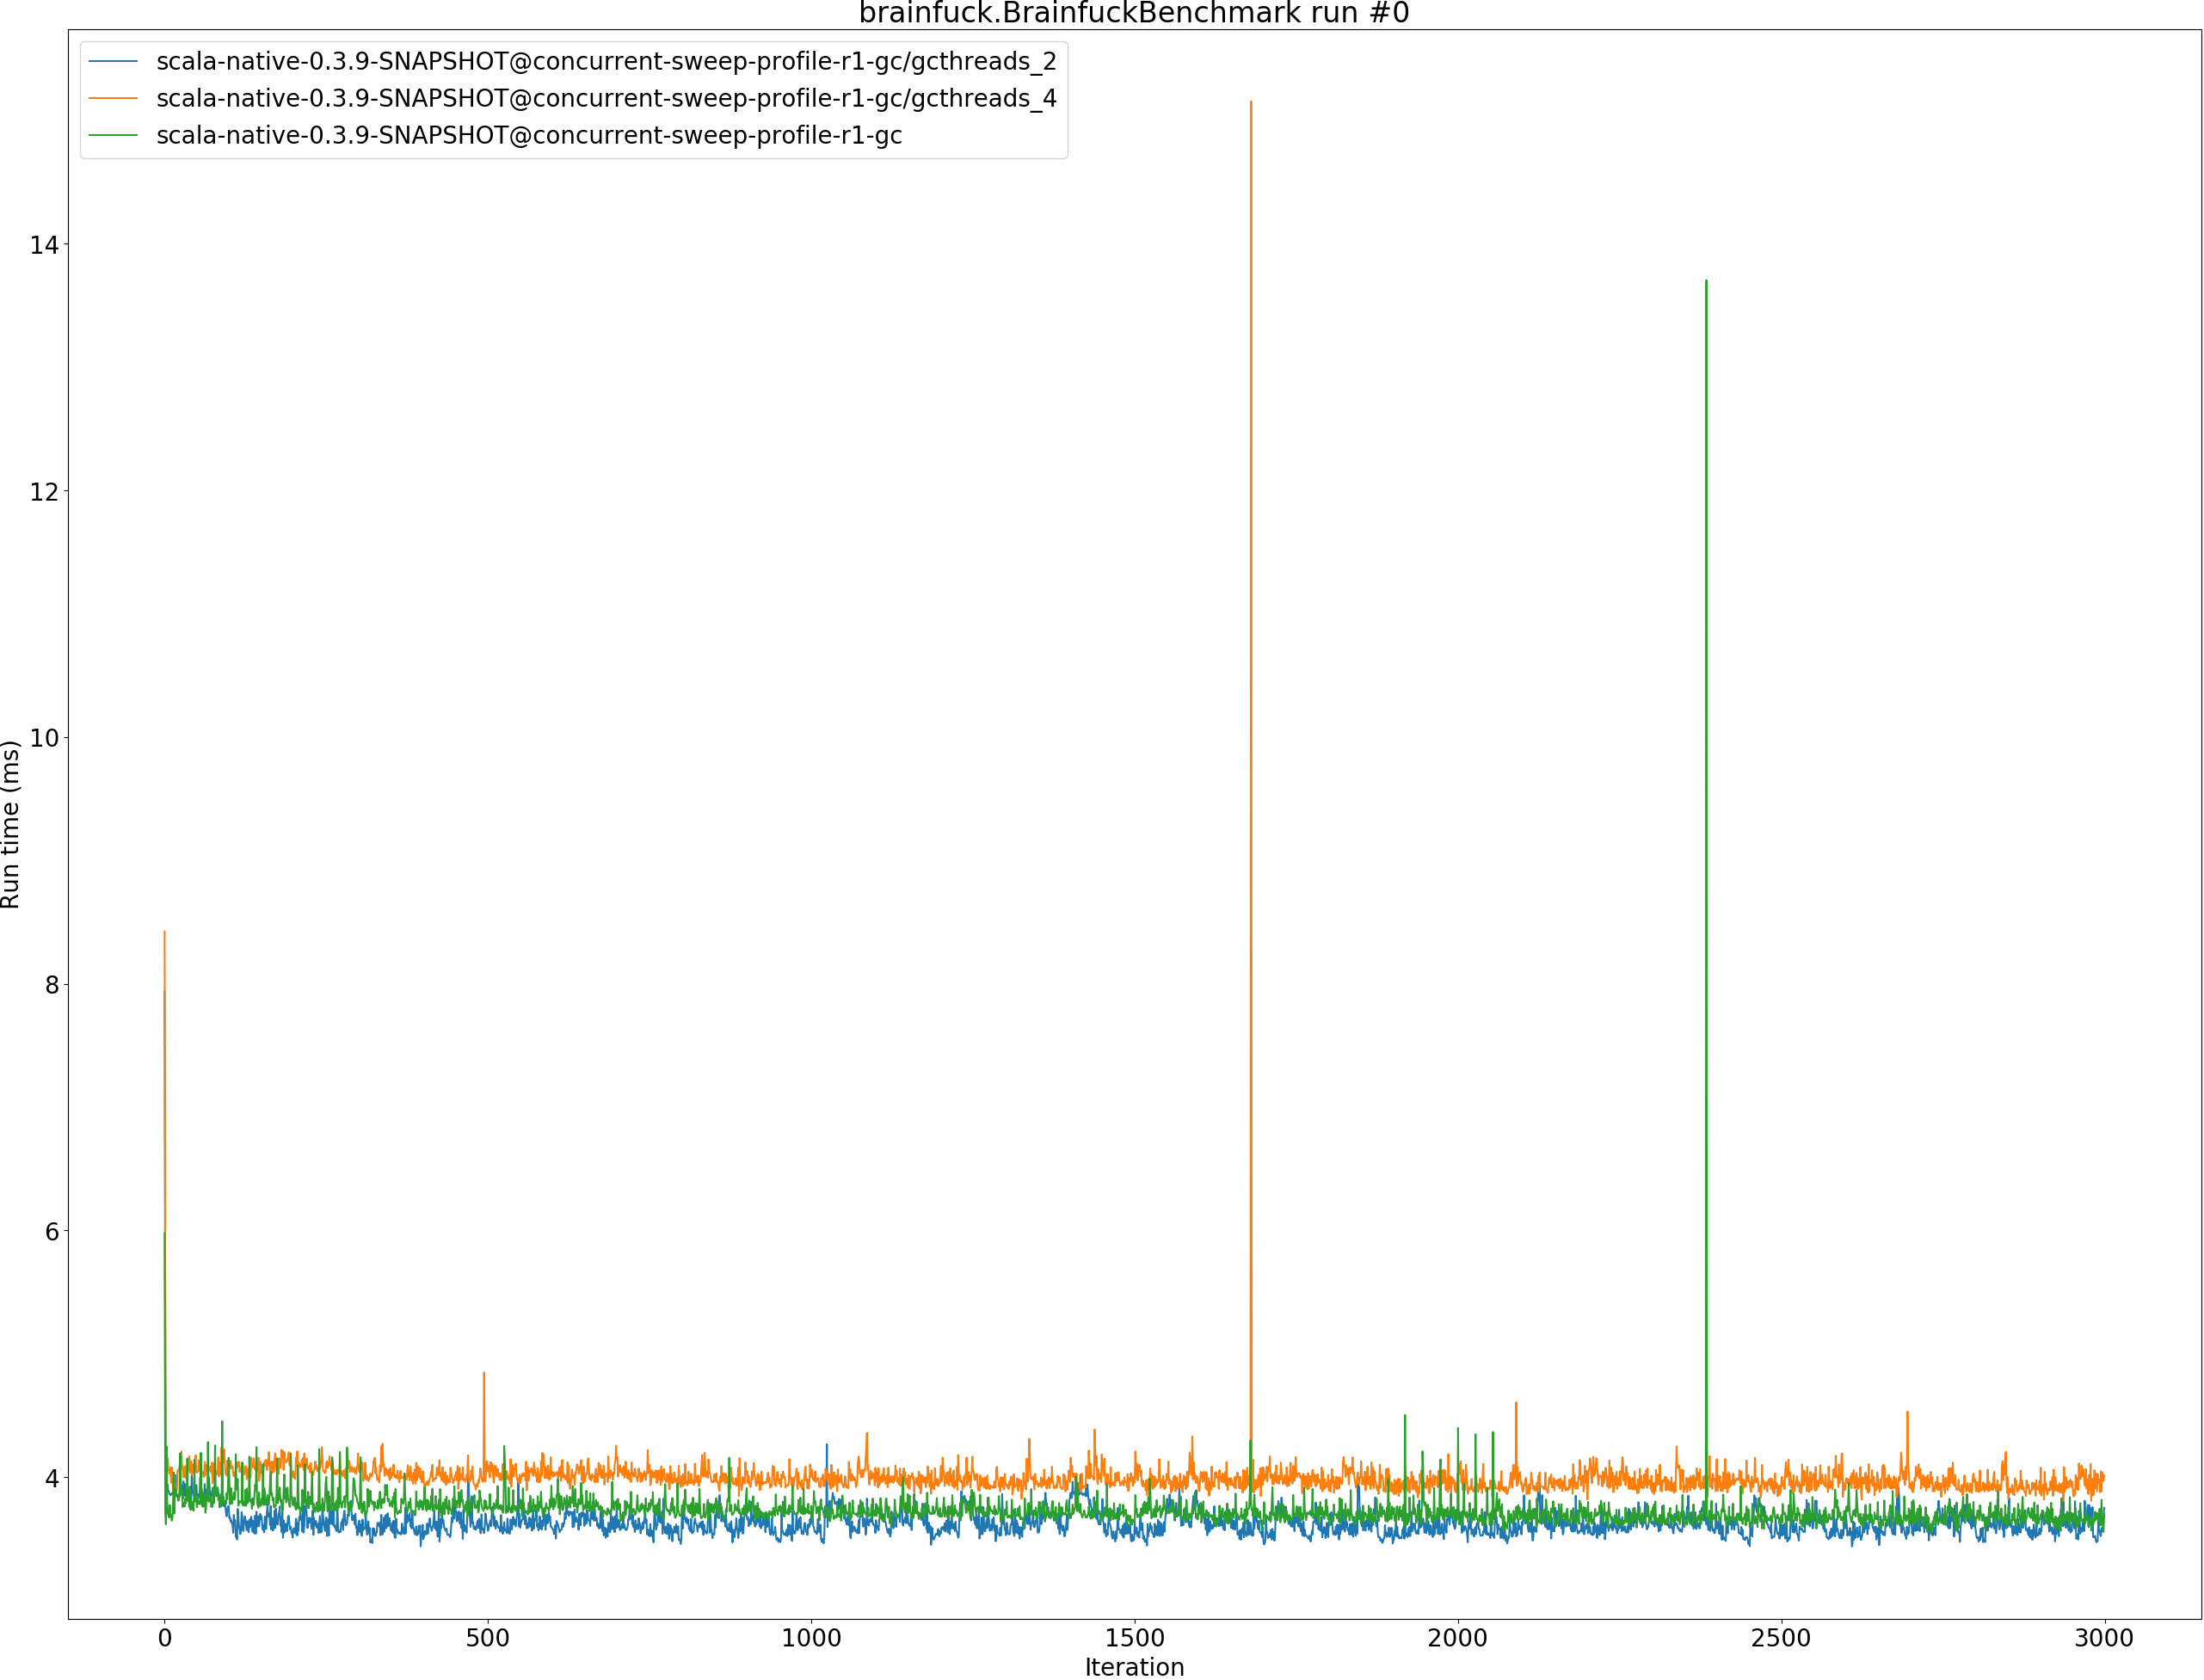 brainfuck.BrainfuckBenchmark run #0
scala-native-0.3.9-SNAPSHOT@concurrent-sweep-profile-r1-gc/gcthreads_2
scala-native-0.3.9-SNAPSHOT@concurrent-sweep-profile-r1-gc/gcthreads_4
scala-native-0.3.9-SNAPSHOT@concurrent-sweep-profile-r1-gc
14
12
10
8
6
4
Run time (ms)
0 500 1000 1500 2000 2500 3000
Iteration